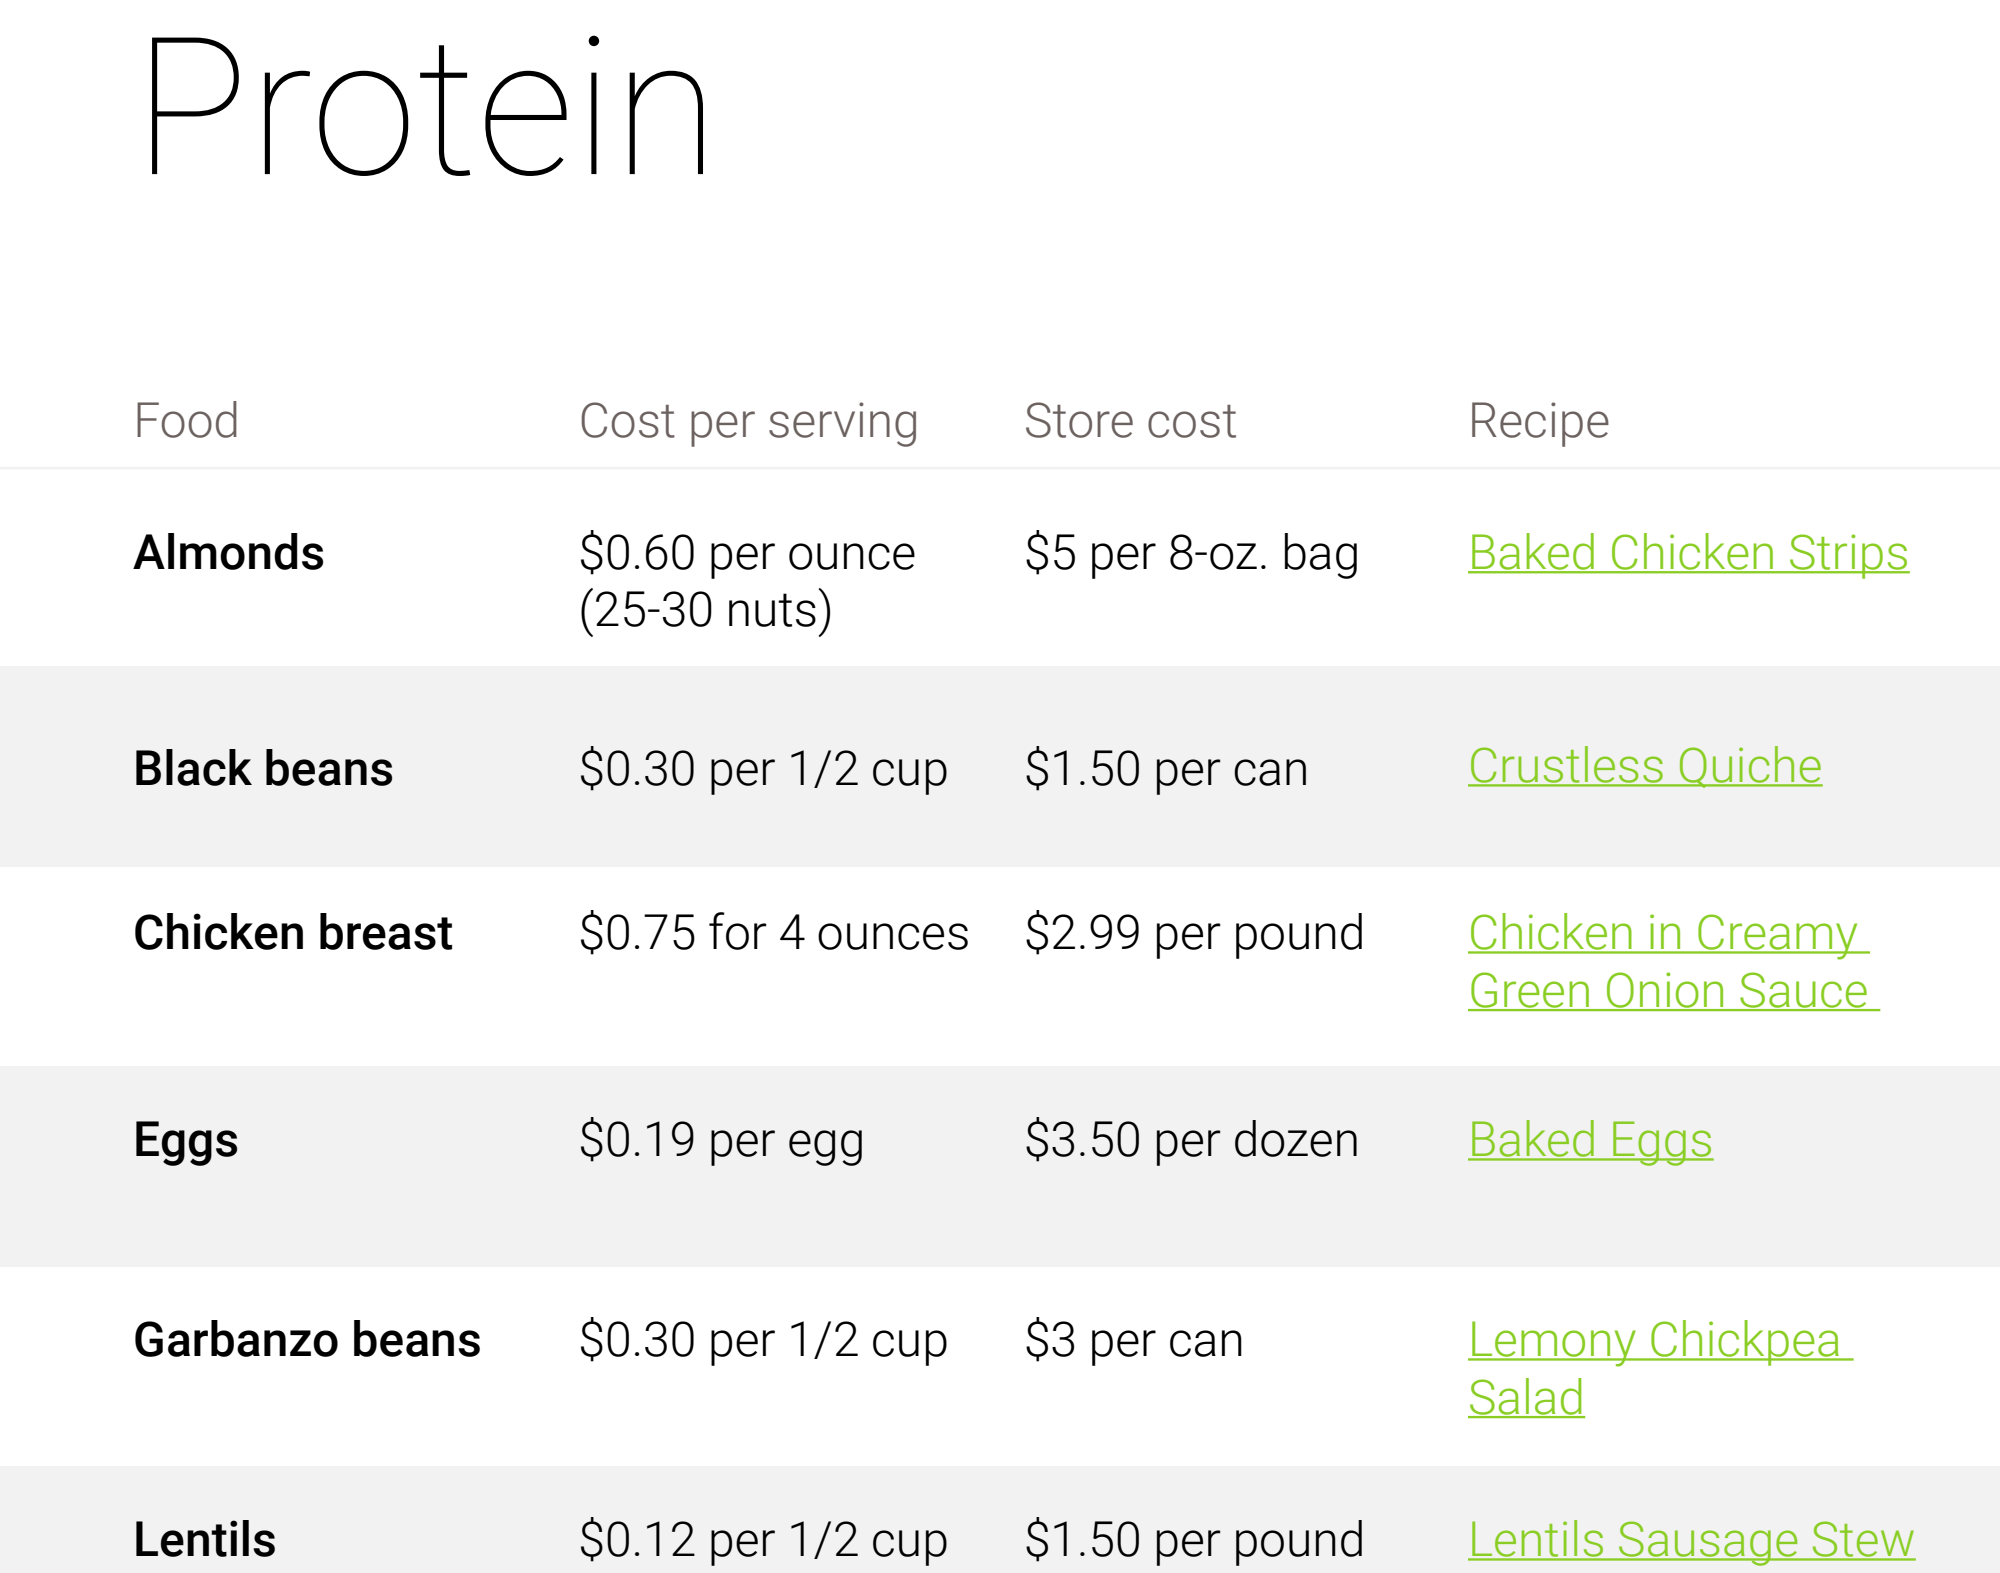 Protein
Food Cost per serving Store cost Recipe
Almonds $0.60 per ounce $5 per 8-oz. bag Baked Chicken Strips
(25-30 nuts)
Black beans $0.30 per 1/2 cup $1.50 per can Crustless Quiche
Chicken breast $0.75 for 4 ounces $2.99 per pound Chicken in Creamy
Green Onion Sauce
Eggs $0.19 per egg $3.50 per dozen Baked Eggs
Garbanzo beans $0.30 per 1/2 cup $3 per can Lemony Chickpea
Salad
Lentils $0.12 per 1/2 cup $1.50 per pound Lentils Sausage Stew